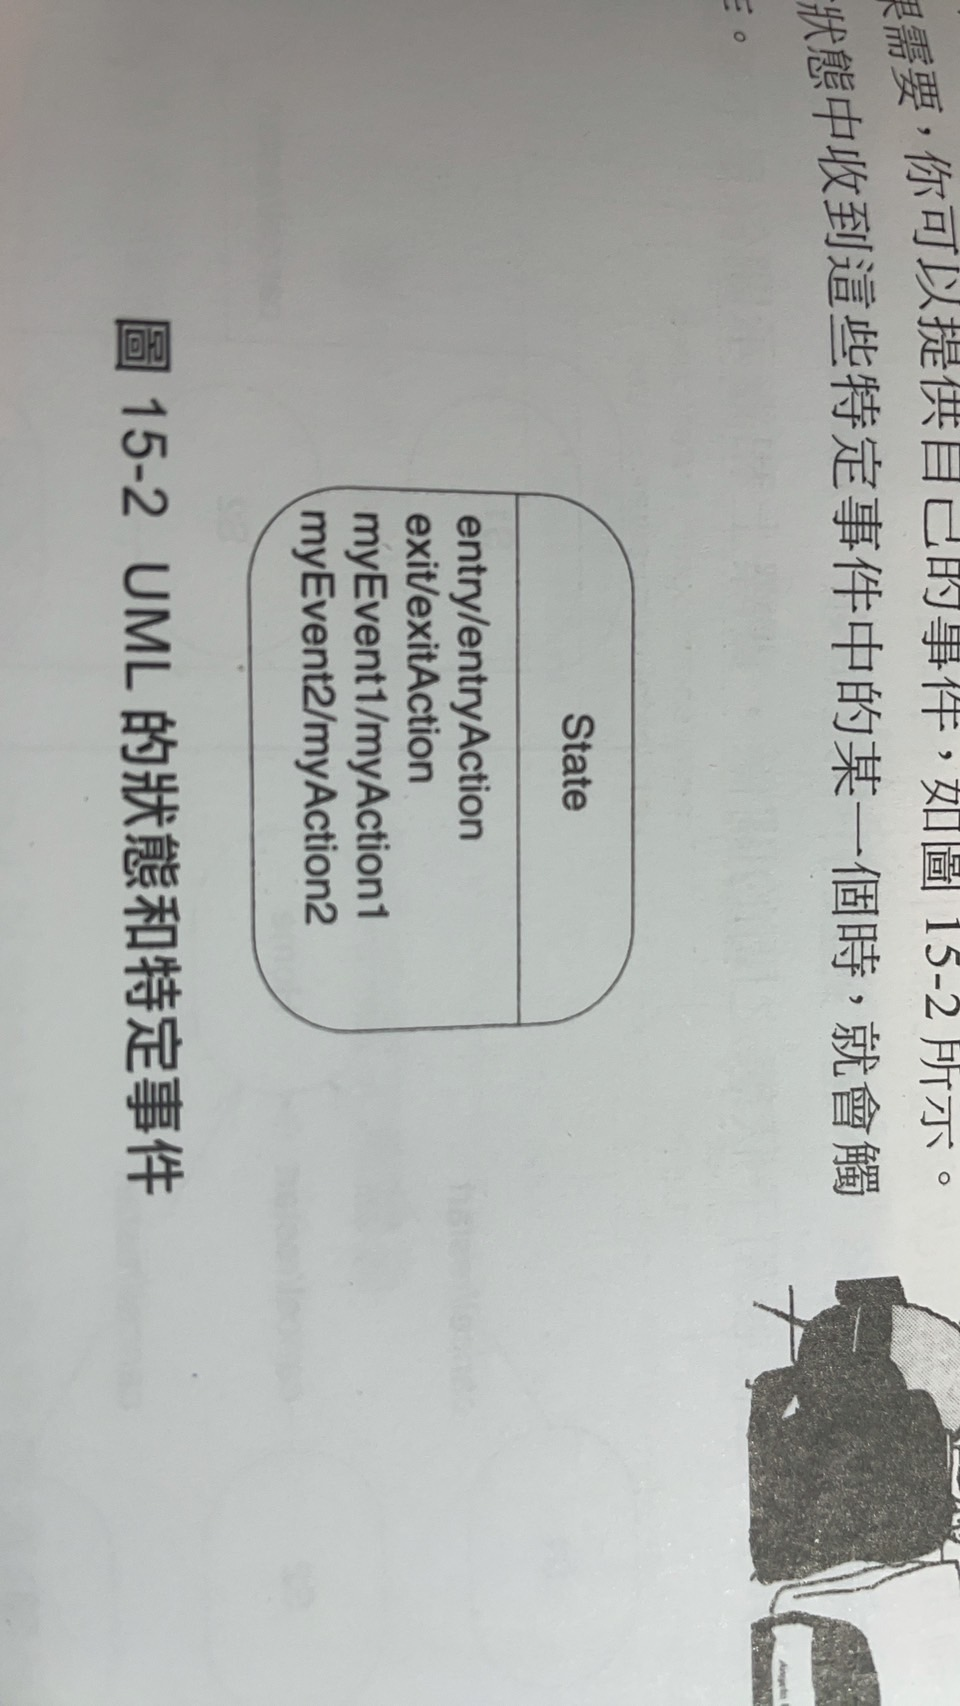 需要，你可以提供自己的事件，如圖 15-2 所示。
狀態中收到這些特定事件中的某一個時，就會觸
。
State
entry/entryAction
exit/exitAction
myEvent1/myAction1
myEvent2/myAction2
圖 15-2 UML 的狀態和特定事件